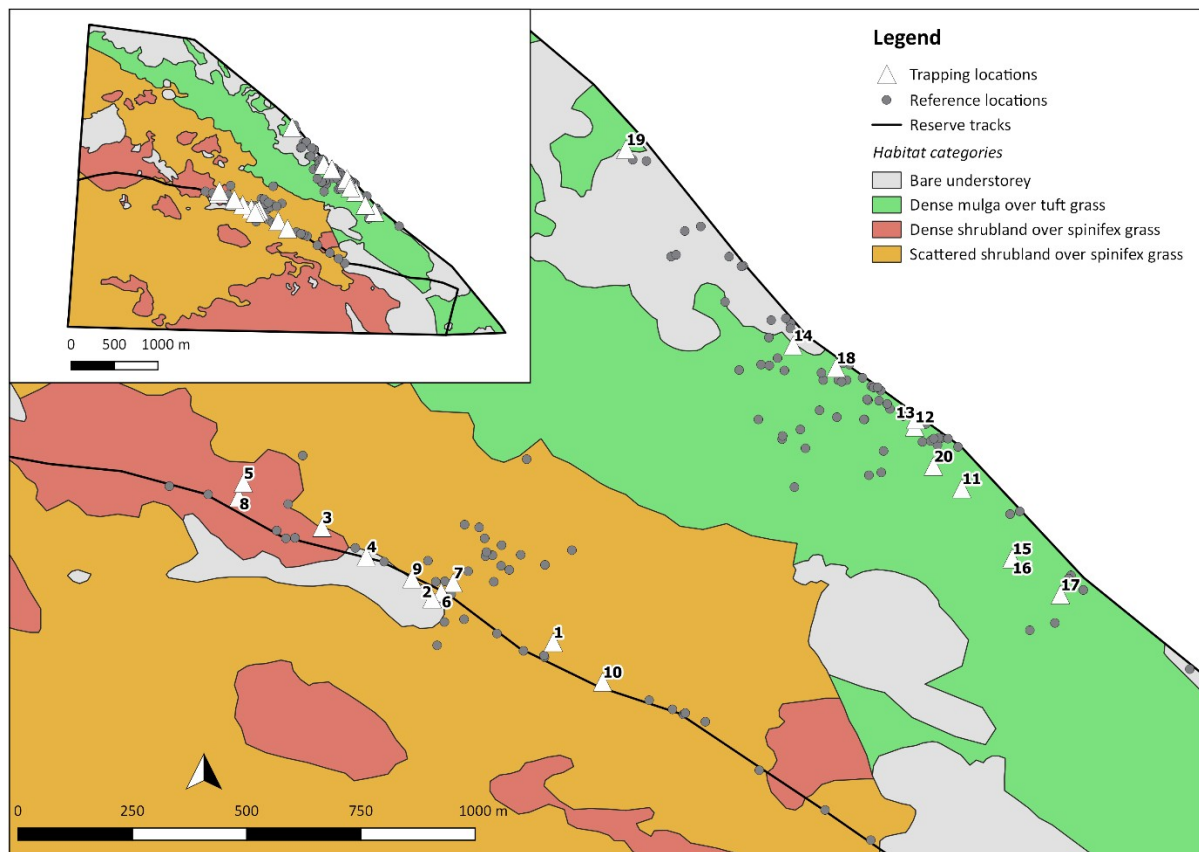 Legend
Trapping locations
Reference locations
Reserve tracks
Habitat categories
Bare understorey
Dense mulga over tuft grass
Dense shrubland over spinifex grass
Scattered shrubland over spinifex grass
0 500 1000 m
19
14
18
13 12
20
11
15
16
17
5
8
3
4
9 7
2 6
1
10
0 250 500 750 1000 m